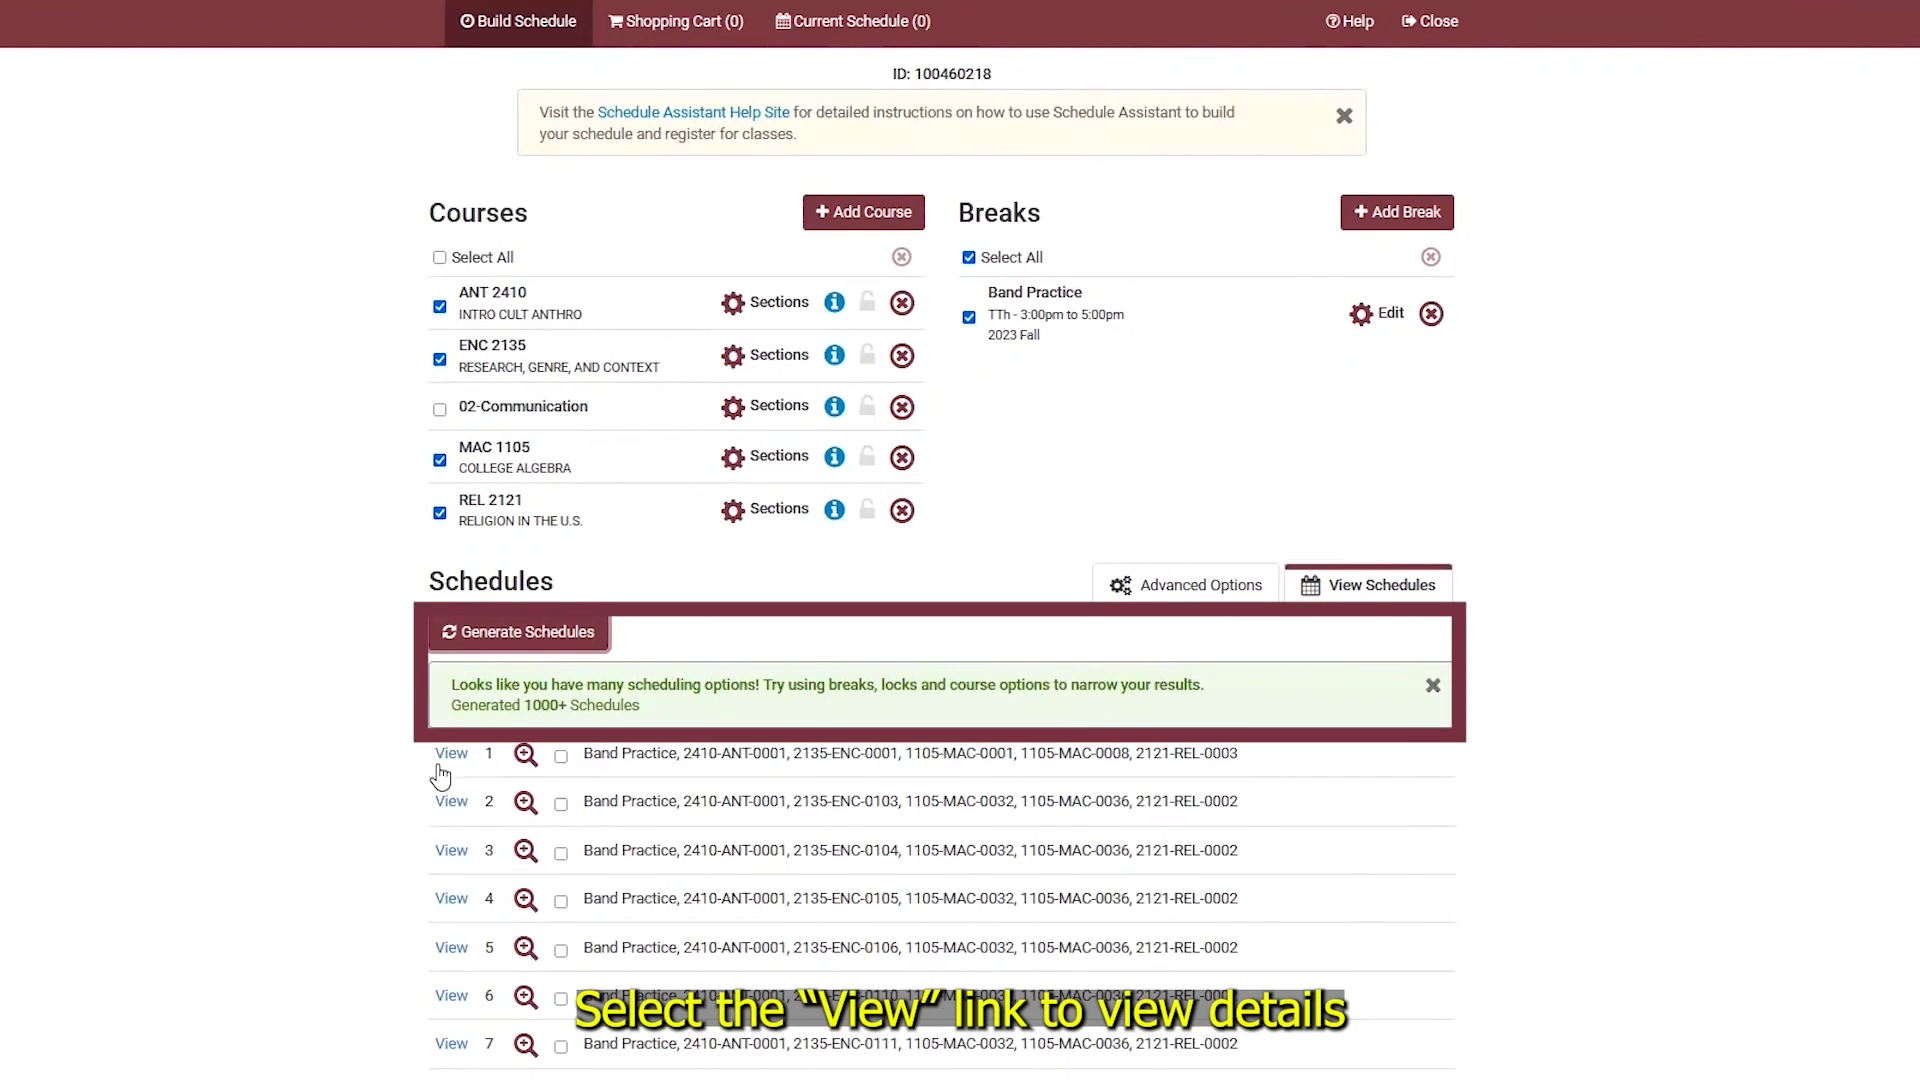 Build Schedule
Shopping Cart (0)
Current Schedule (0)
Help
Close
ID: 100460218
Visit the Schedule Assistant Help Site for detailed instructions on how to use Schedule Assistant to build
your schedule and register for classes.
Courses
Add Course
Select All
ANT 2410
INTRO CULT ANTHRO
Sections
ENC 2135
RESEARCH, GENRE, AND CONTEXT
Sections
02-Communication
Sections
MAC 1105
COLLEGE ALGEBRA
Sections
REL 2121
RELIGION IN THE U.S.
Sections
Breaks
Add Break
Select All
Band Practice
TTh - 3:00pm to 5:00pm
2023 Fall
Edit
Schedules
Advanced Options
View Schedules
Generate Schedules
Looks like you have many scheduling options! Try using breaks, locks and course options to narrow your results.
Generated 1000+ Schedules
View 1 Band Practice, 2410-ANT-0001, 2135-ENC-0001, 1105-MAC-0001, 1105-MAC-0008, 2121-REL-0003
View 2 Band Practice, 2410-ANT-0001, 2135-ENC-0103, 1105-MAC-0032, 1105-MAC-0036, 2121-REL-0002
View 3 Band Practice, 2410-ANT-0001, 2135-ENC-0104, 1105-MAC-0032, 1105-MAC-0036, 2121-REL-0002
View 4 Band Practice, 2410-ANT-0001, 2135-ENC-0105, 1105-MAC-0032, 1105-MAC-0036, 2121-REL-0002
View 5 Band Practice, 2410-ANT-0001, 2135-ENC-0106, 1105-MAC-0032, 1105-MAC-0036, 2121-REL-0002
View 6
Select the “View” link to view details
View 7 Band Practice, 2410-ANT-0001, 2135-ENC-0111, 1105-MAC-0032, 1105-MAC-0036, 2121-REL-0002